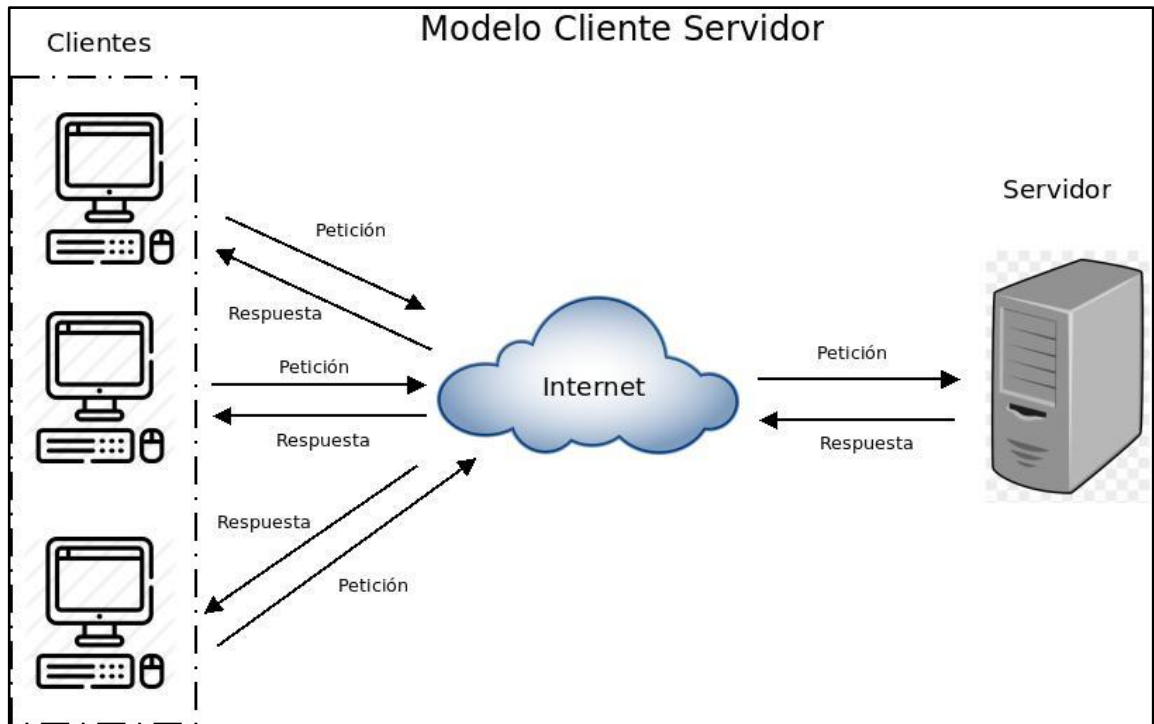 Modelo Cliente Servidor
Clientes
Servidor
Petición
Respuesta
Petición
Respuesta
Internet
Petición
Respuesta
Respuesta
Petición